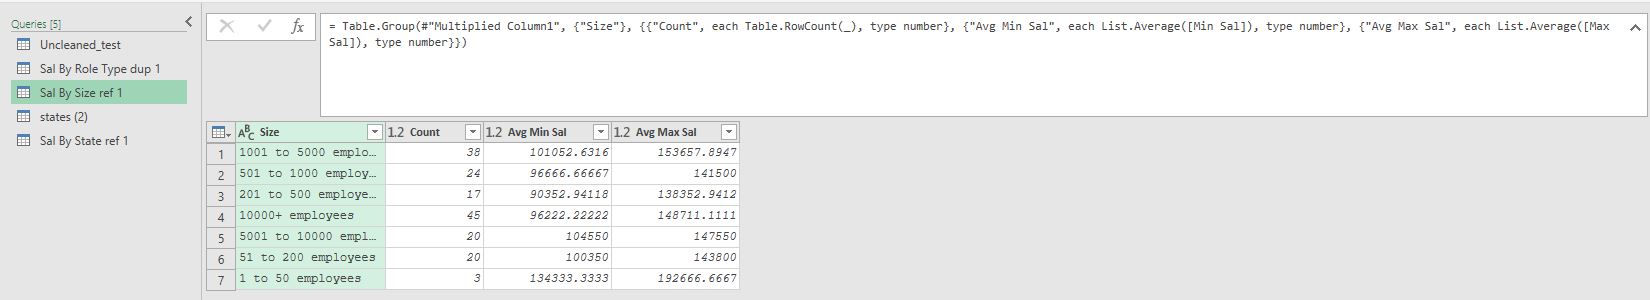 Queries [5]
Uncleaned_test
Sal By Role Type dup 1
Sal By Size ref 1
states (2)
Sal By State ref 1
fx
= Table.Group(#"Multiplied Column1", {"Size"}, {{"Count", each Table.RowCount(_), type number}, {"Avg Min Sal", each List.Average([Min Sal]), type number}, {"Avg Max Sal", each List.Average([Max
Sal]), type number}})
ABC Size 1.2 Count 1.2 Avg Min Sal 1.2 Avg Max Sal
1 1001 to 5000 emplo... 38 101052.6316 153657.8947
2 501 to 1000 employ... 24 96666.66667 141500
3 201 to 500 employe... 17 90352.94118 138352.9412
4 10000+ employees 45 96222.22222 148711.1111
5 5001 to 10000 empl... 20 104550 147550
6 51 to 200 employees 20 100350 143800
7 1 to 50 employees 3 134333.3333 192666.6667